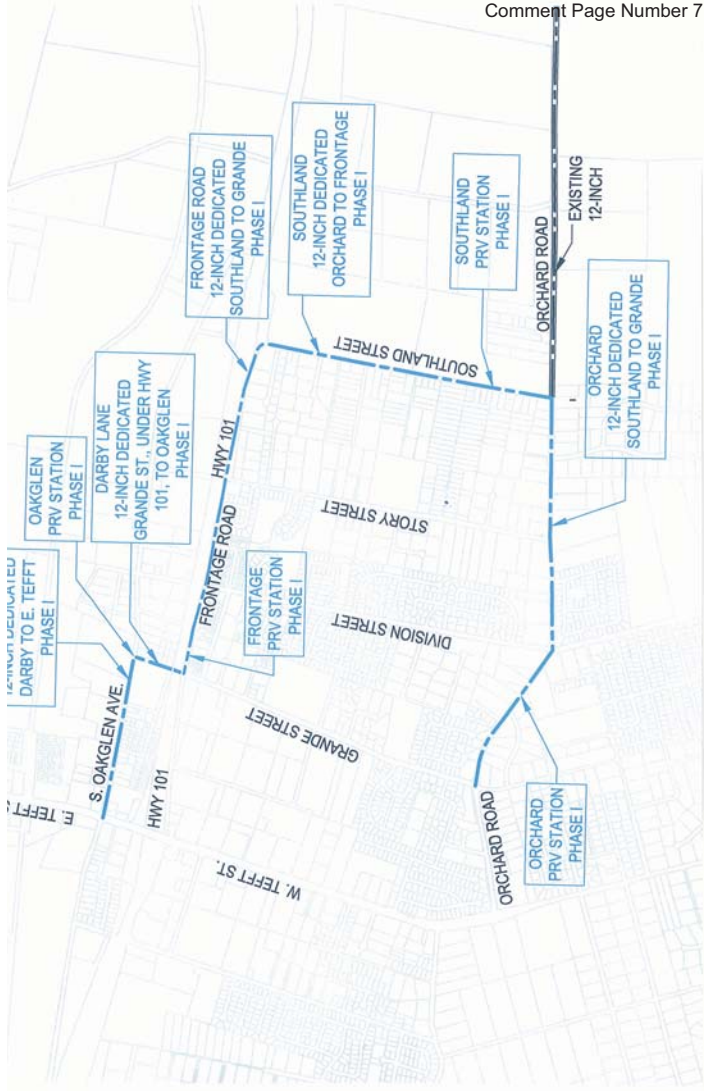 Comment Page Number 7
FRONTAGE ROAD
12-INCH DEDICATED
SOUTHLAND TO GRANDE
PHASE I
SOUTHLAND
12-INCH DEDICATED
ORCHARD TO FRONTAGE
PHASE I
SOUTHLAND
PRV STATION
ORCHARD ROAD
EXISTING
12-INCH
ORCHARD
12-INCH DEDICATED
SOUTHLAND TO GRANDE
PHASE I
SOUTHLAND STREET
OAKGLEN
PRV STATION
PHASE I
DARBY LANE
12-INCH DEDICATED
GRANDE ST., UNDER HWY
101, TO OAKGLEN
PHASE I
12-INCH DEDICATED
DARBY TO E. TEFFT
PHASE I
HWY 101
FRONTAGE ROAD
STORY STREET
FRONTAGE
PRV STATION
PHASE I
DIVISION STREET
S. OAKGLEN AVE.
GRANDE STREET
HWY 101
E. TEFFT
W. TEFFT ST.
ORCHARD ROAD
ORCHARD
PRV STATION
PHASE I